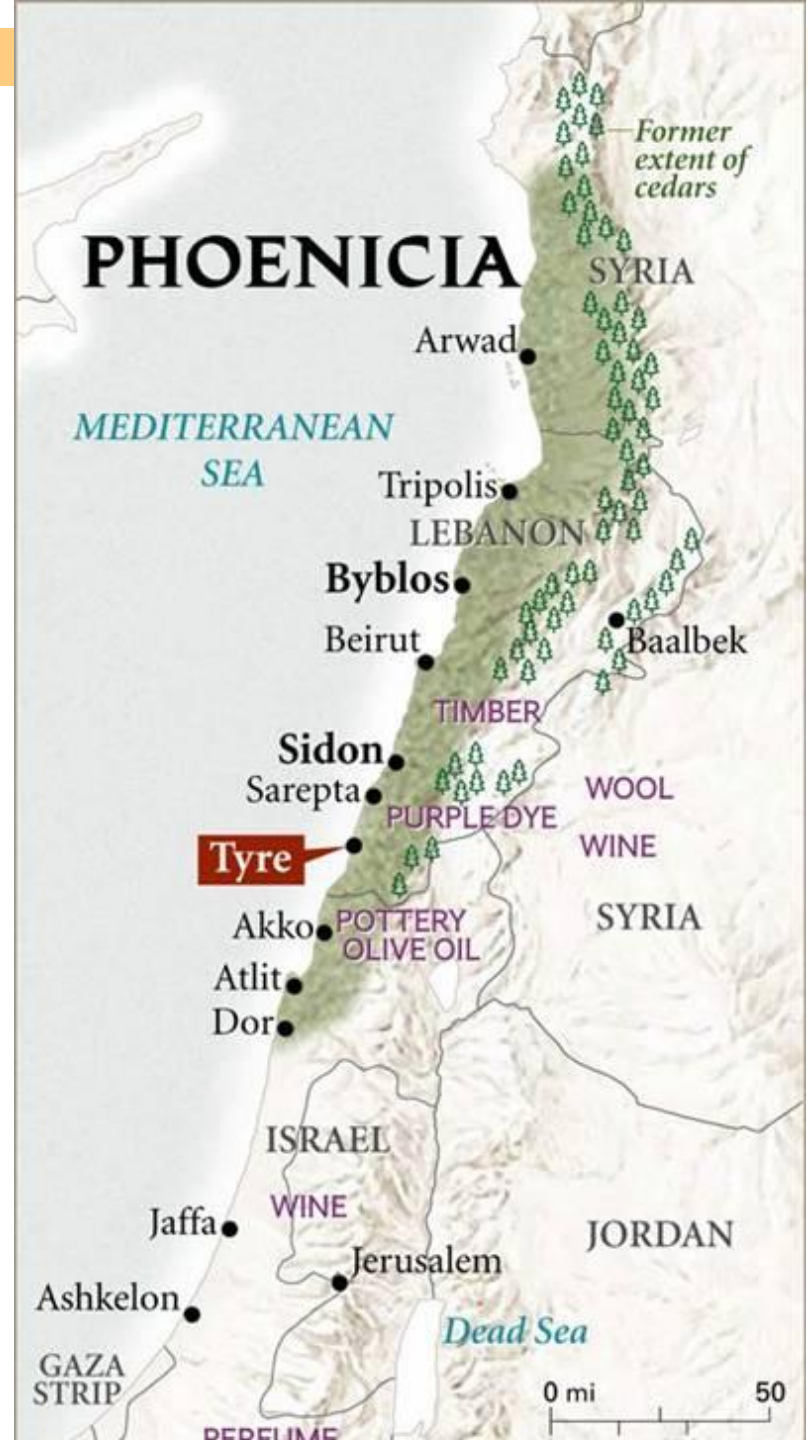 Former
extent of
cedars
PHOENICIA
SYRIA
Arwad
MEDITERRANEAN
SEA
Tripolis
LEBANON
Byblos
Beirut
Baalbek
TIMBER
Sidon
Sarepta
WOOL
PURPLE DYE
WINE
Tyre
SYRIA
Akko
POTTERY
OLIVE OIL
Atlit
Dor
ISRAEL
WINE
Jaffa
JORDAN
Jerusalem
Ashkelon
Dead Sea
GAZA
STRIP
0 mi 50
PERFUME